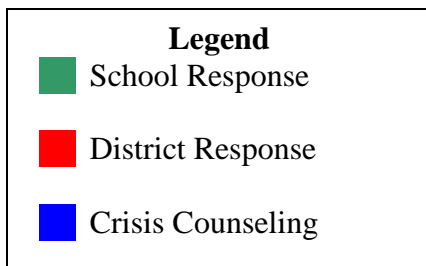 Legend
School Response
District Response
Crisis Counseling